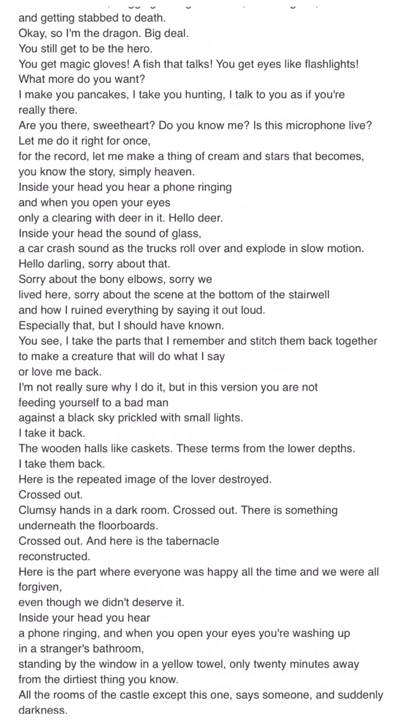 and getting stabbed to death.
Okay, so I'm the dragon. Big deal.
You still get to be the hero.
You get magic gloves! A fish that talks! You get eyes like flashlights!
What more do you want?
I make you pancakes, I take you hunting, I talk to you as if you're
really there.
Are you there, sweetheart? Do you know me? Is this microphone live?
Let me do it right for once,
for the record, let me make a thing of cream and stars that becomes,
you know the story, simply heaven.
Inside your head you hear a phone ringing
and when you open your eyes
only a clearing with deer in it. Hello deer.
Inside your head the sound of glass,
a car crash sound as the trucks roll over and explode in slow motion.
Hello darling, sorry about that.
Sorry about the bony elbows, sorry we
lived here, sorry about the scene at the bottom of the stairwell
and how I ruined everything by saying it out loud.
Especially that, but I should have known.
You see, I take the parts that I remember and stitch them back together
to make a creature that will do what I say
or love me back.
I'm not really sure why I do it, but in this version you are not
feeding yourself to a bad man
against a black sky prickled with small lights.
I take it back.
The wooden halls like caskets. These terms from the lower depths.
I take them back.
Here is the repeated image of the lover destroyed.
Crossed out.
Clumsy hands in a dark room. Crossed out. There is something
underneath the floorboards.
Crossed out. And here is the tabernacle
reconstructed.
Here is the part where everyone was happy all the time and we were all
forgiven,
even though we didn't deserve it.
Inside your head you hear
a phone ringing, and when you open your eyes you're washing up
in a stranger's bathroom,
standing by the window in a yellow towel, only twenty minutes away
from the dirtiest thing you know.
All the rooms of the castle except this one, says someone, and suddenly
darkness,